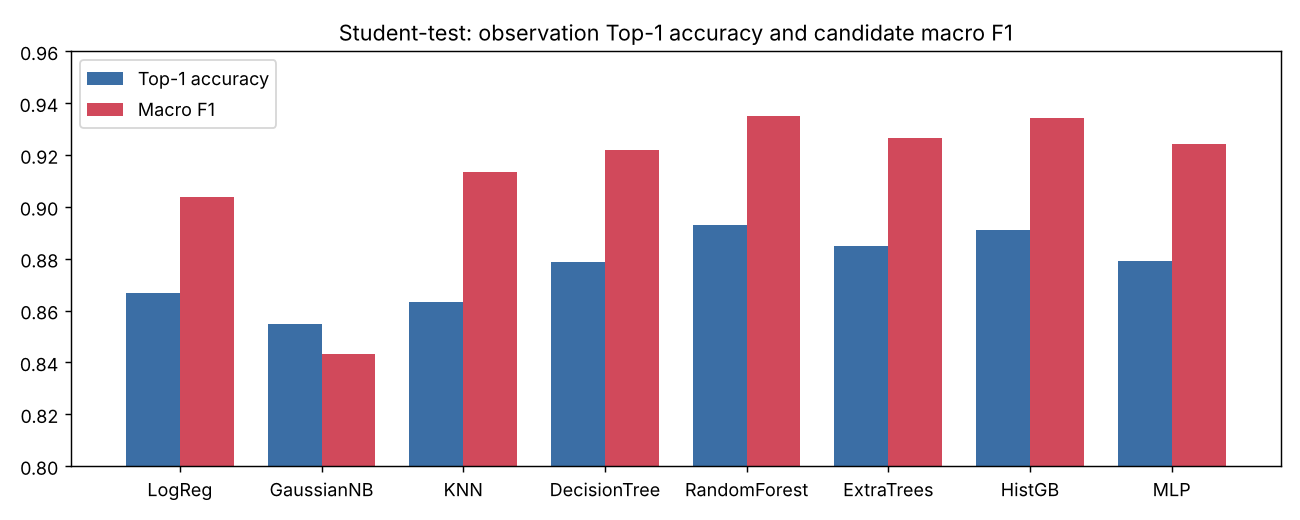 Student-test: observation Top-1 accuracy and candidate macro F1
Top-1 accuracy
Macro F1
0.96
0.94
0.92
0.90
0.88
0.86
0.84
0.82
0.80
LogReg GaussianNB KNN DecisionTree RandomForest ExtraTrees HistGB MLP